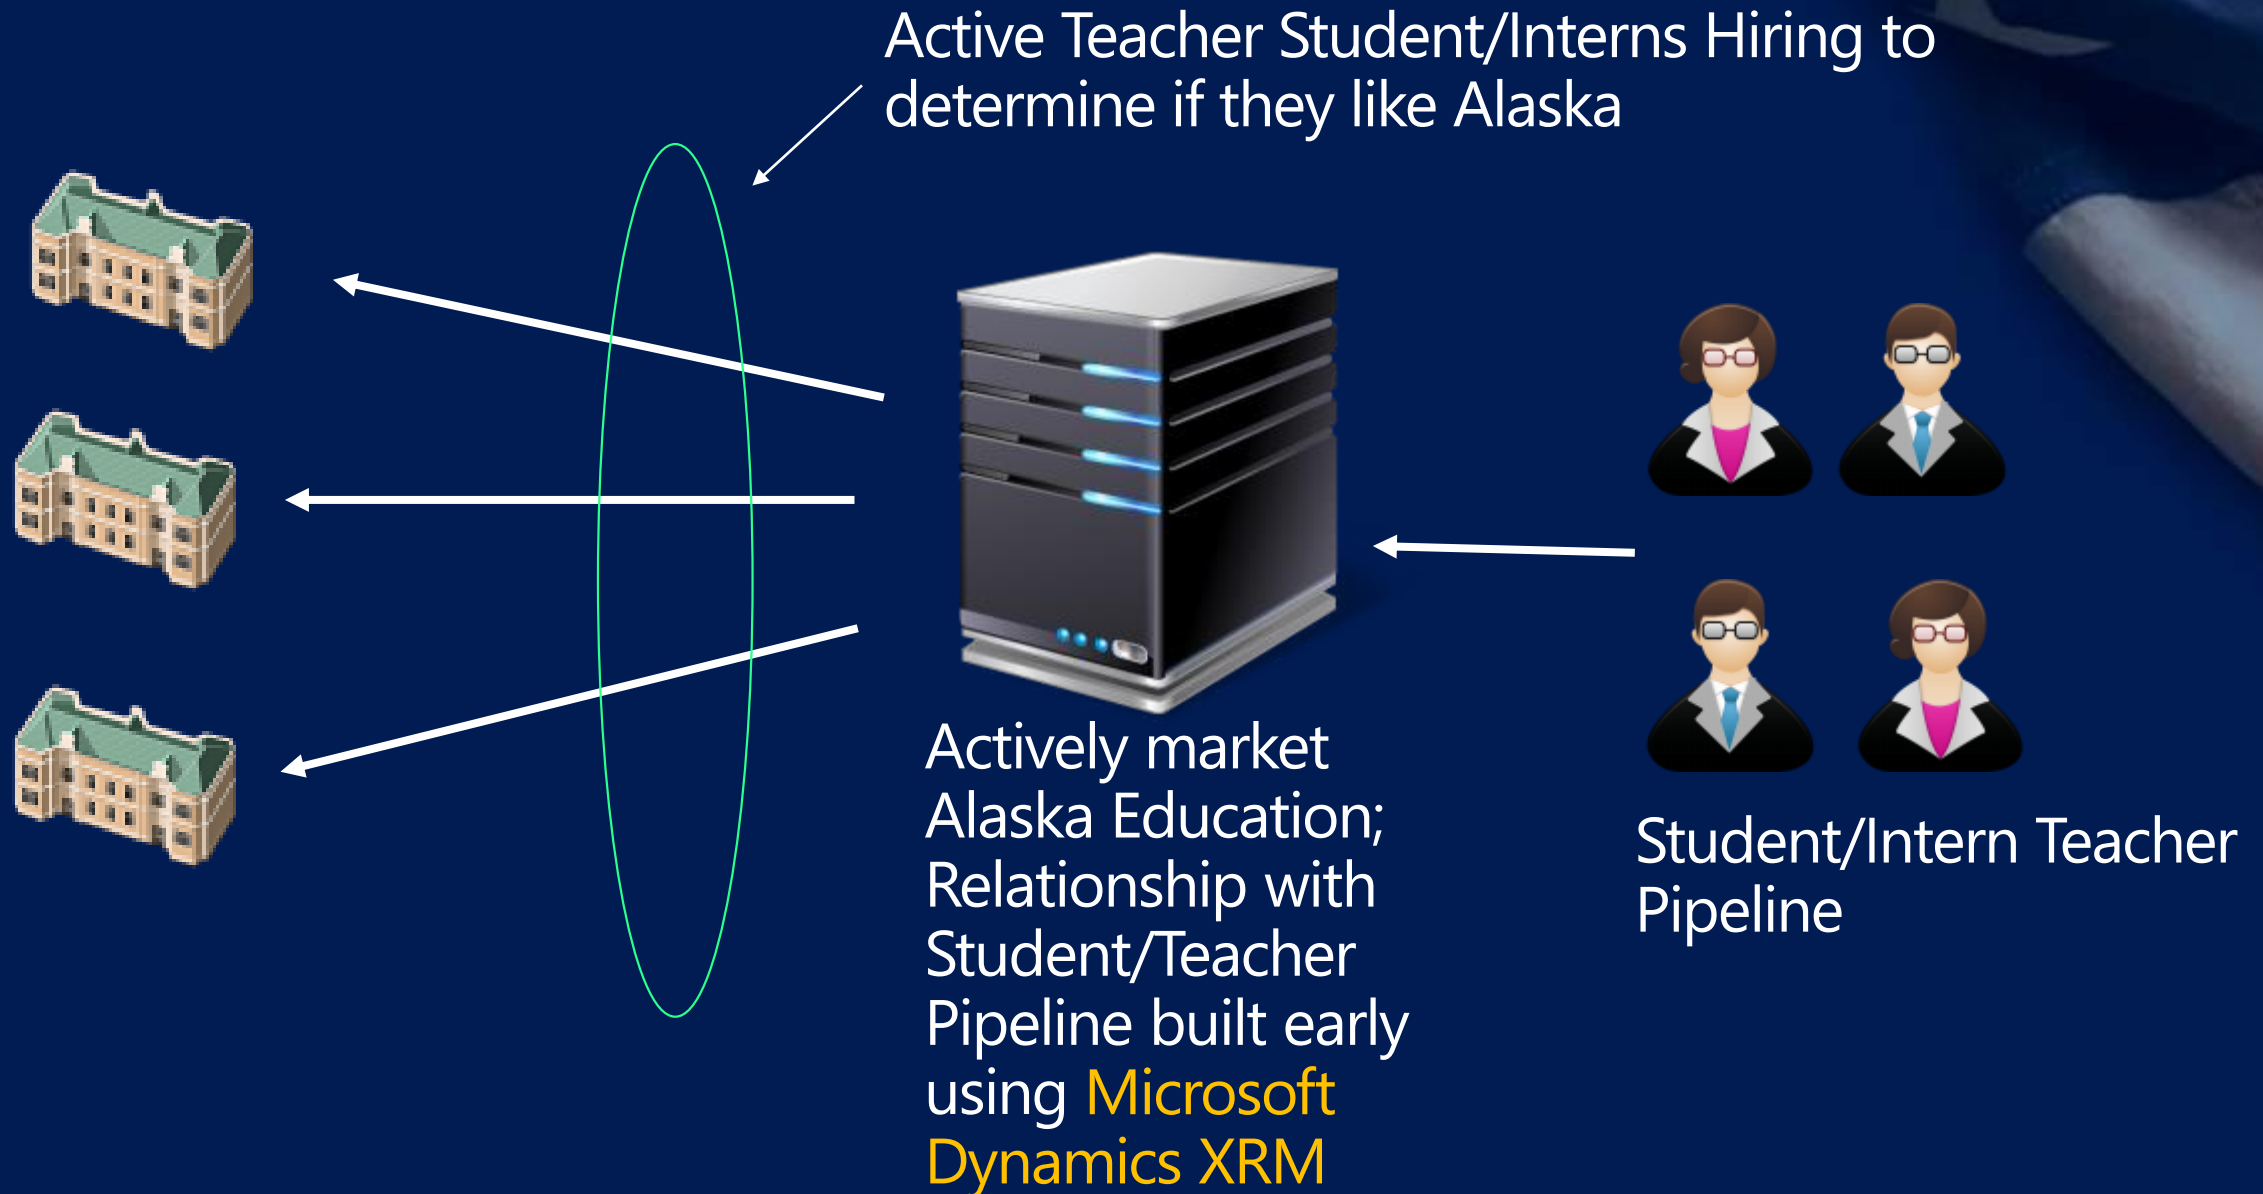 Active Teacher Student/Interns Hiring to
determine if they like Alaska
Actively market
Alaska Education;
Relationship with
Student/Teacher
Pipeline built early
using Microsoft
Dynamics XRM
Student/Intern Teacher
Pipeline